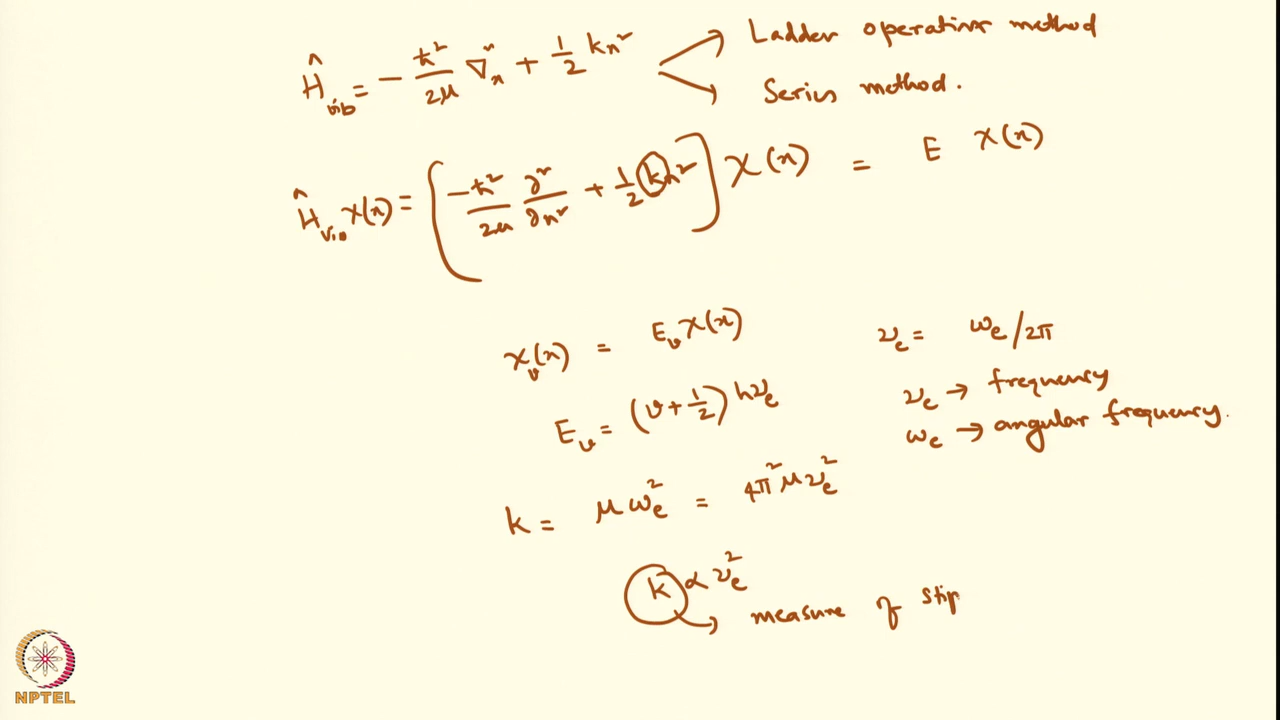 Ĥ_vib = - ħ²/2μ ∇²_x + 1/2 kx²
Ladder operator method
Series method.
Ĥ_vib χ(x) = [ -ħ²/2μ ∂²/∂x² + 1/2 kx² ] χ(x) = E χ(x)
χ_v(x) = E_v χ(x)
ν_e = ω_e/2π
E_v = (v + 1/2) hν_e
ν_e → frequency
ω_e → angular frequency.
k = μω_e² = 4π²μν_e²
k ∝ ν_e²
→ measure of stif
NPTEL